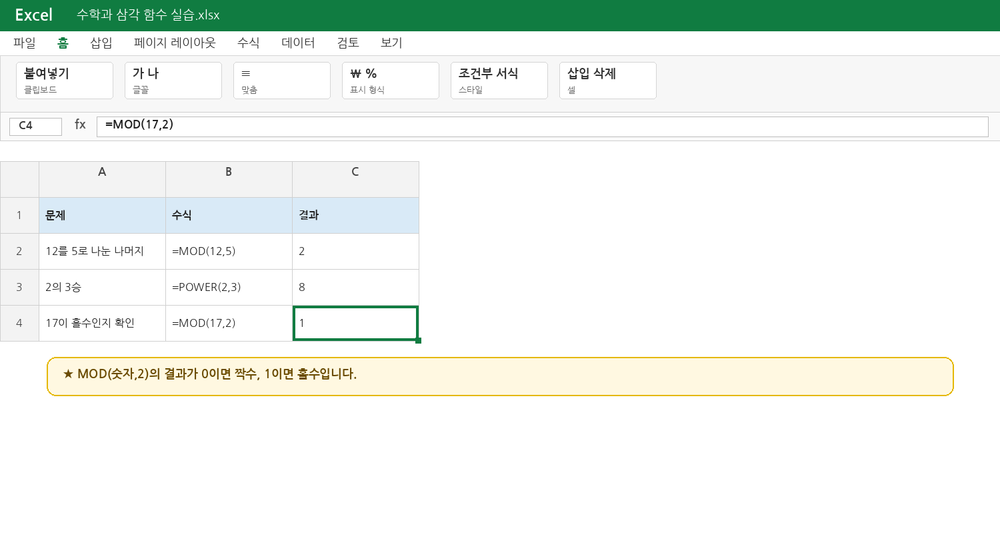 Excel 수학과 삼각 함수 실습.xlsx
파일 홈 삽입 페이지 레이아웃 수식 데이터 검토 보기
붙여넣기 가 나 ≡ ₩ % 조건부 서식 삽입 삭제
클립보드 글꼴 맞춤 표시 형식 스타일 셀
C4 fx =MOD(17,2)
A B C
1 문제 수식 결과
2 12를 5로 나눈 나머지 =MOD(12,5) 2
3 2의 3승 =POWER(2,3) 8
4 17이 홀수인지 확인 =MOD(17,2) 1
★ MOD(숫자,2)의 결과가 0이면 짝수, 1이면 홀수입니다.